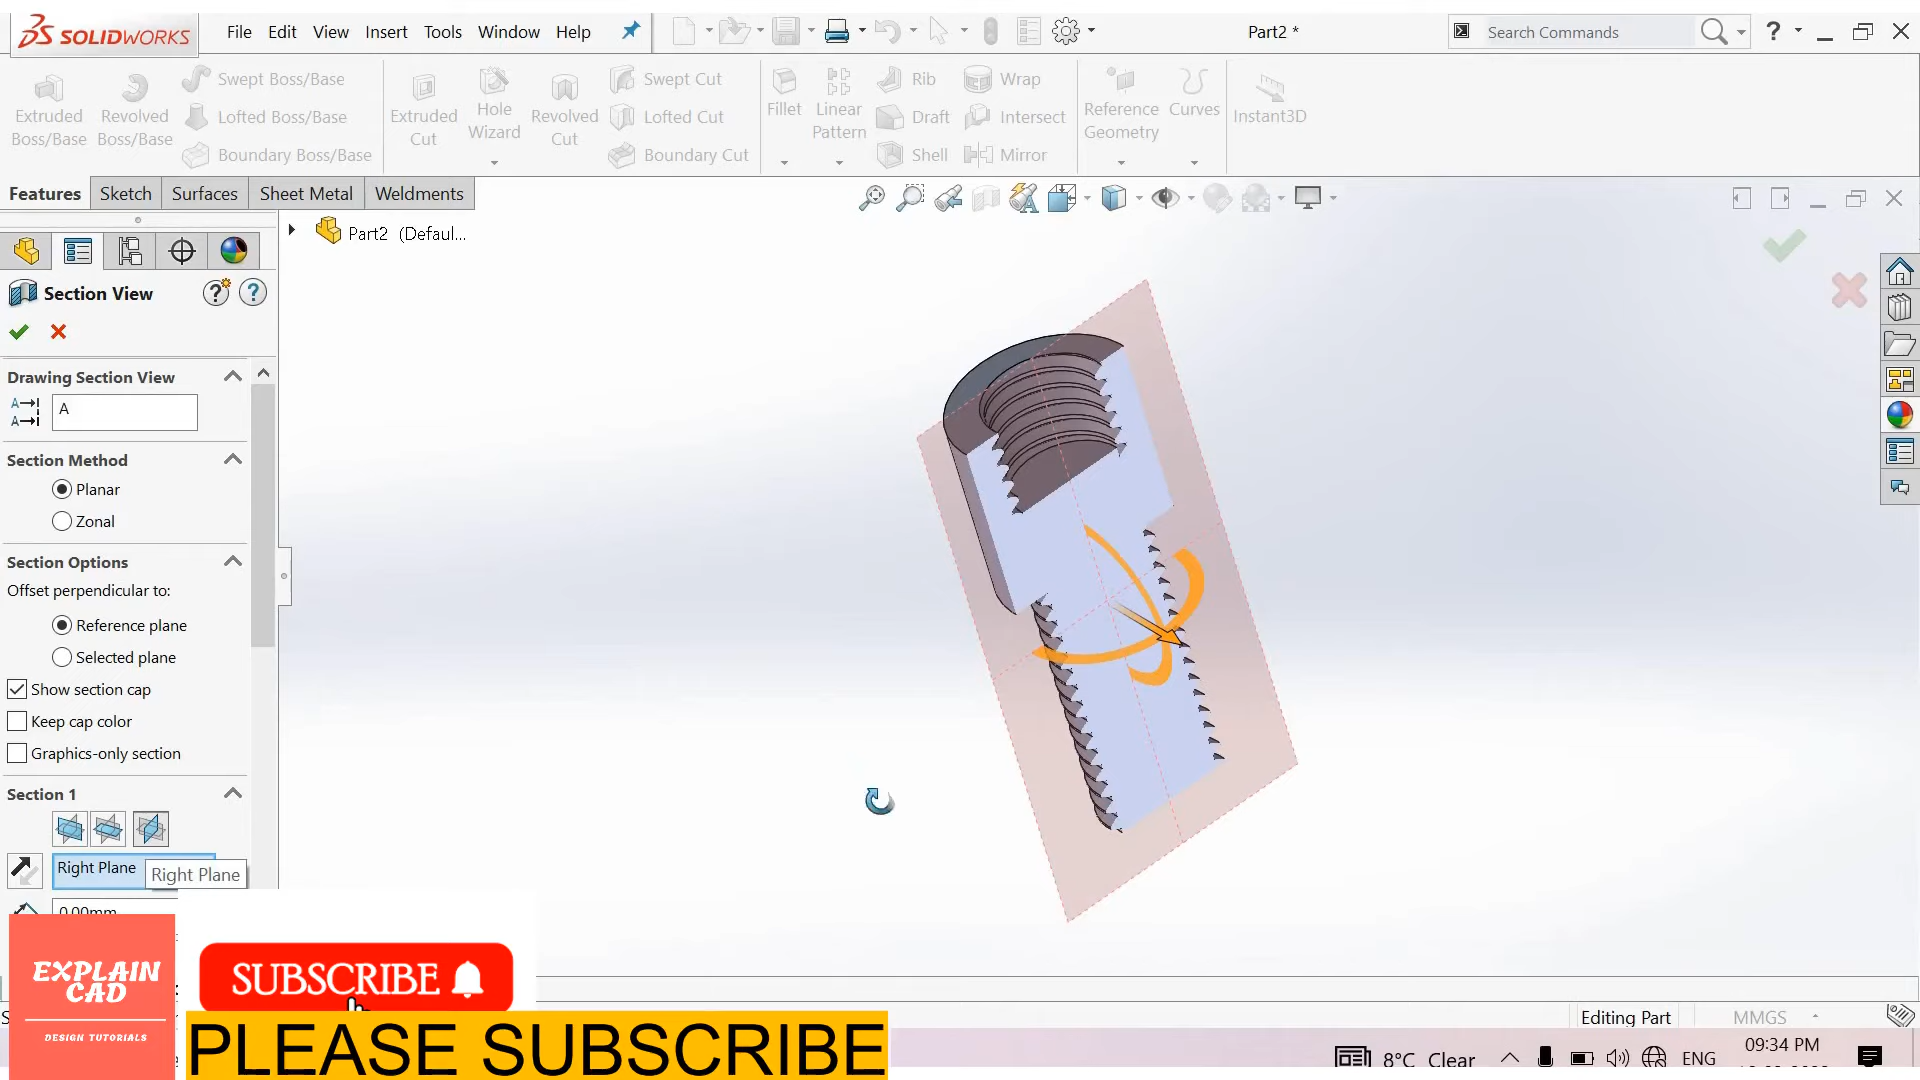 SOLIDWORKS File Edit View Insert Tools Window Help Part2 * Search Commands ?
Extruded Boss/Base
Revolved Boss/Base
Swept Boss/Base
Lofted Boss/Base
Boundary Boss/Base
Extruded Cut
Hole Wizard
Revolved Cut
Swept Cut
Lofted Cut
Boundary Cut
Fillet
Linear Pattern
Rib
Draft
Shell
Wrap
Intersect
Mirror
Reference Geometry
Curves
Instant3D
Features Sketch Surfaces Sheet Metal Weldments
Part2 (Defaul...
Section View
Drawing Section View
A
Section Method
Planar
Zonal
Section Options
Offset perpendicular to:
Reference plane
Selected plane
Show section cap
Keep cap color
Graphics-only section
Section 1
Right Plane
Right Plane
0.00mm
EXPLAIN
CAD
DESIGN TUTORIALS
SUBSCRIBE
PLEASE SUBSCRIBE
Editing Part MMGS
8°C Clear ENG 09:34 PM